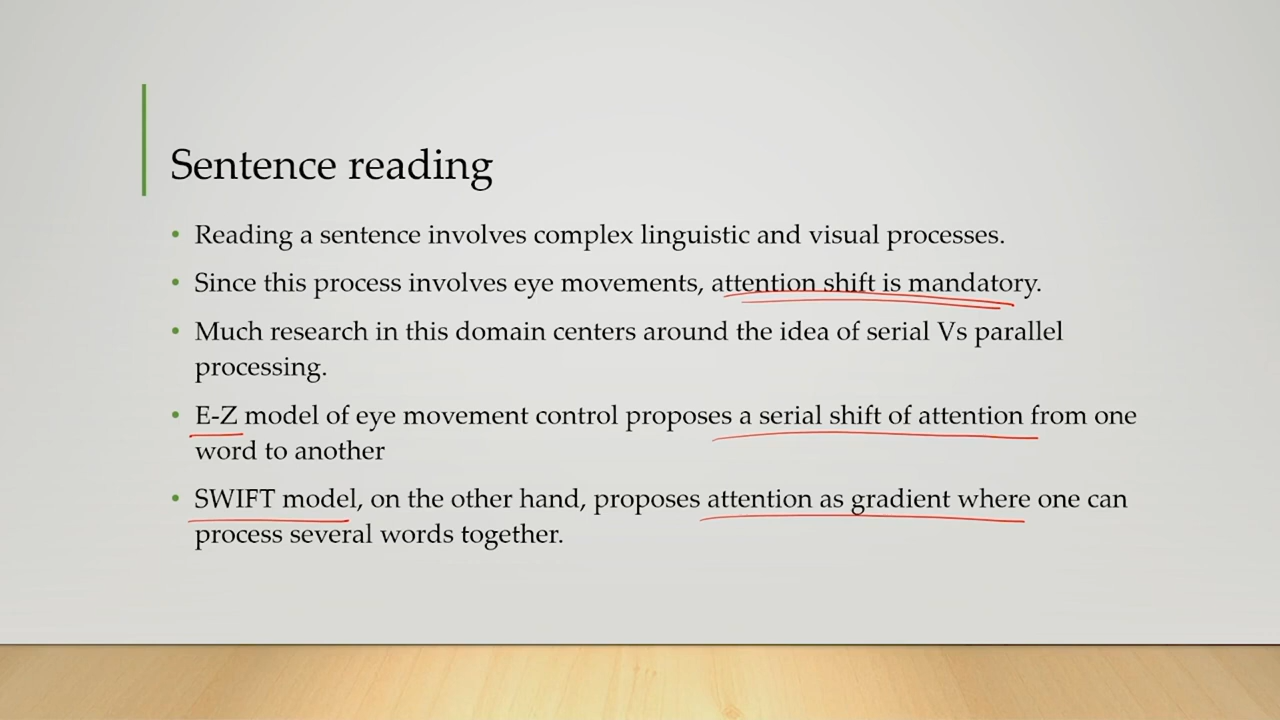 Sentence reading
• Reading a sentence involves complex linguistic and visual processes.
• Since this process involves eye movements, attention shift is mandatory.
• Much research in this domain centers around the idea of serial Vs parallel
processing.
• E-Z model of eye movement control proposes a serial shift of attention from one
word to another
• SWIFT model, on the other hand, proposes attention as gradient where one can
process several words together.